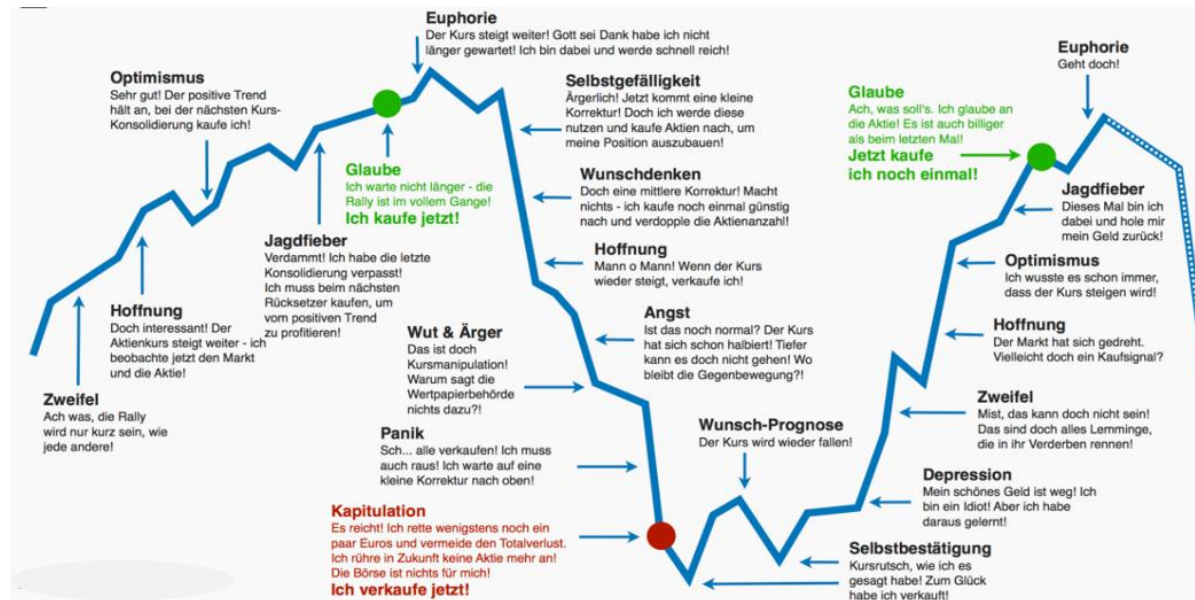 Zweifel
Ach was, die Rally
wird nur kurz sein, wie
jede andere!
Hoffnung
Doch interessant! Der
Aktienkurs steigt weiter - ich
beobachte jetzt den Markt
und die Aktie!
Optimismus
Sehr gut! Der positive Trend
hält an, bei der nächsten Kurs-
Konsolidierung kaufe ich!
Jagdfieber
Verdammt! Ich habe die letzte
Konsolidierung verpasst!
Ich muss beim nächsten
Rücksetzer kaufen, um
vom positiven Trend
zu profitieren!
Glaube
Ich warte nicht länger - die
Rally ist im vollem Gange!
Ich kaufe jetzt!
Euphorie
Der Kurs steigt weiter! Gott sei Dank habe ich nicht
länger gewartet! Ich bin dabei und werde schnell reich!
Selbstgefälligkeit
Ärgerlich! Jetzt kommt eine kleine
Korrektur! Doch ich werde diese
nutzen und kaufe Aktien nach, um
meine Position auszubauen!
Wunschdenken
Doch eine mittlere Korrektur! Macht
nichts - ich kaufe noch einmal günstig
nach und verdopple die Aktienanzahl!
Hoffnung
Mann o Mann! Wenn der Kurs
wieder steigt, verkaufe ich!
Angst
Ist das noch normal? Der Kurs
hat sich schon halbiert! Tiefer
kann es doch nicht gehen! Wo
bleibt die Gegenbewegung?!
Wut & Ärger
Das ist doch
Kursmanipulation!
Warum sagt die
Wertpapierbehörde
nichts dazu?!
Panik
Sch... alle verkaufen! Ich muss
auch raus! Ich warte auf eine
kleine Korrektur nach oben!
Kapitulation
Es reicht! Ich rette wenigstens noch ein
paar Euros und vermeide den Totalverlust.
Ich rühre in Zukunft keine Aktie mehr an!
Die Börse ist nichts für mich!
Ich verkaufe jetzt!
Selbstbestätigung
Kursrutsch, wie ich es
gesagt habe! Zum Glück
habe ich verkauft!
Wunsch-Prognose
Der Kurs wird wieder fallen!
Depression
Mein schönes Geld ist weg! Ich
bin ein Idiot! Aber ich habe
daraus gelernt!
Zweifel
Mist, das kann doch nicht sein!
Das sind doch alles Lemminge,
die in ihr Verderben rennen!
Hoffnung
Der Markt hat sich gedreht.
Vielleicht doch ein Kaufsignal?
Optimismus
Ich wusste es schon immer,
dass der Kurs steigen wird!
Jagdfieber
Dieses Mal bin ich
dabei und hole mir
mein Geld zurück!
Glaube
Ach, was soll's. Ich glaube an
die Aktie! Es ist auch billiger
als beim letzten Mal!
Jetzt kaufe
ich noch einmal!
Euphorie
Geht doch!